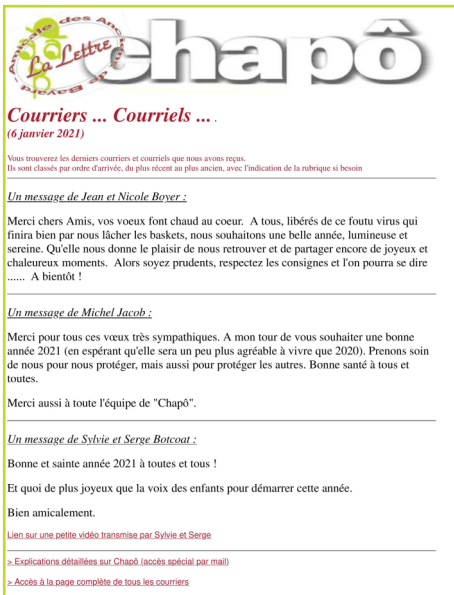 Amicale des Anciens de Bayard
La Lettre
chapô
Courriers ... Courriels ... .
(6 janvier 2021)
Vous trouverez les derniers courriers et courriels que nous avons reçus.
Ils sont classés par ordre d'arrivée, du plus récent au plus ancien, avec l'indication de la rubrique si besoin
Un message de Jean et Nicole Boyer :
Merci chers Amis, vos voeux font chaud au coeur.  A tous, libérés de ce foutu virus qui
finira bien par nous lâcher les baskets, nous souhaitons une belle année, lumineuse et
sereine. Qu'elle nous donne le plaisir de nous retrouver et de partager encore de joyeux et
chaleureux moments.  Alors soyez prudents, respectez les consignes et l'on pourra se dire
......  A bientôt !
Un message de Michel Jacob :
Merci pour tous ces vœux très sympathiques. A mon tour de vous souhaiter une bonne
année 2021 (en espérant qu'elle sera un peu plus agréable à vivre que 2020). Prenons soin
de nous pour nous protéger, mais aussi pour protéger les autres. Bonne santé à tous et
toutes.
Merci aussi à toute l'équipe de "Chapô".
Un message de Sylvie et Serge Botcoat :
Bonne et sainte année 2021 à toutes et tous !
Et quoi de plus joyeux que la voix des enfants pour démarrer cette année.
Bien amicalement.
Lien sur une petite vidéo transmise par Sylvie et Serge
> Explications détaillées sur Chapô (accès spécial par mail)
> Accès à la page complète de tous les courriers